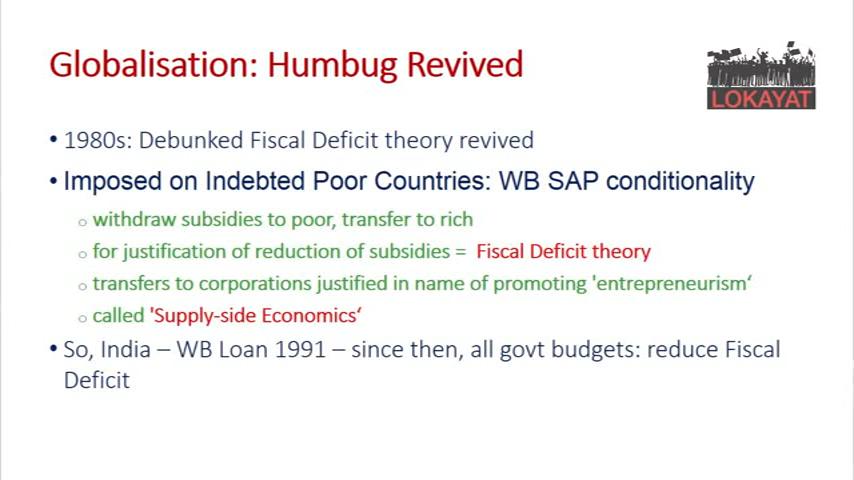 Globalisation: Humbug Revived
LOKAYAT
• 1980s: Debunked Fiscal Deficit theory revived
• Imposed on Indebted Poor Countries: WB SAP conditionality
○ withdraw subsidies to poor, transfer to rich
○ for justification of reduction of subsidies = Fiscal Deficit theory
○ transfers to corporations justified in name of promoting 'entrepreneurism‘
○ called 'Supply-side Economics‘
• So, India – WB Loan 1991 – since then, all govt budgets: reduce Fiscal
Deficit